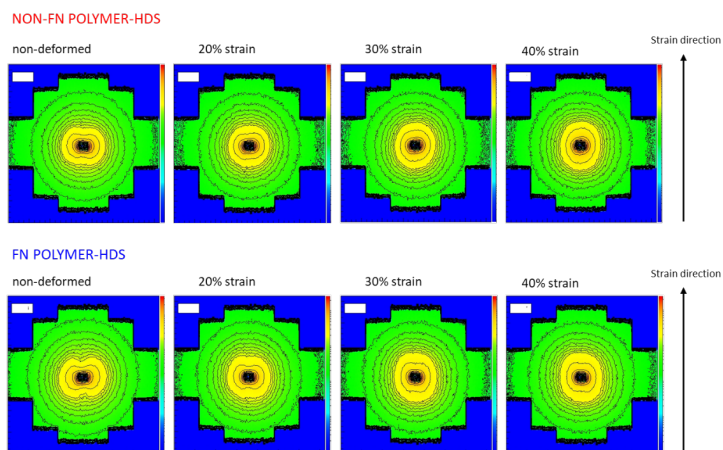 NON-FN POLYMER-HDS
non-deformed
20% strain
30% strain
40% strain
Strain direction
FN POLYMER-HDS
non-deformed
20% strain
30% strain
40% strain
Strain direction